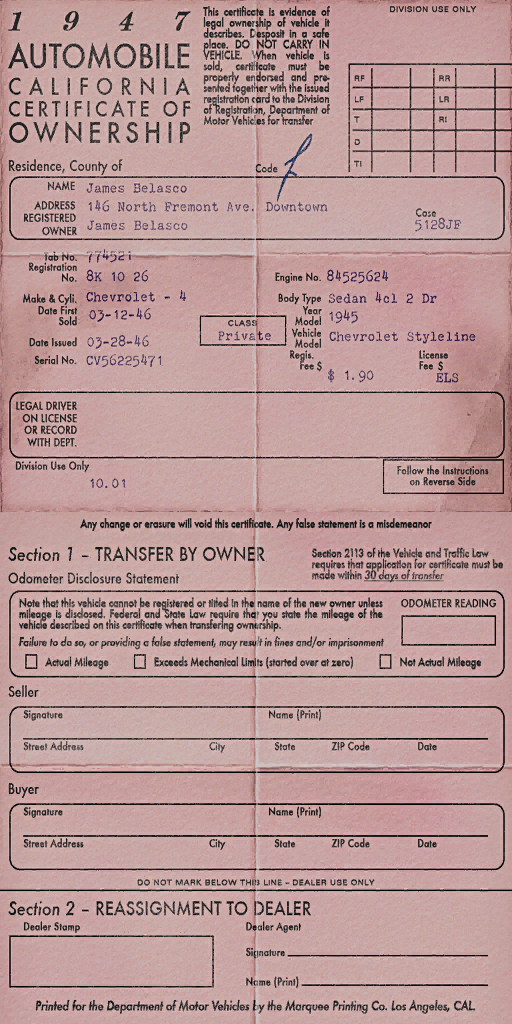 1 9 4 7
AUTOMOBILE
CALIFORNIA
CERTIFICATE OF
OWNERSHIP
This certificate is evidence of
legal ownership of vehicle it
describes. Desposit in a safe
place. DO NOT CARRY IN
VEHICLE. When vehicle is
sold, certificate must be
properly endorsed and pre-
sented together with the issued
registration card to the Division
of Registration, Department of
Motor Vehicles for transfer
DIVISION USE ONLY
RF RR
LF LR
T RI
D
TI
Residence, County of
Code
NAME James Belasco
ADDRESS 146 North Fremont Ave. Downtown
REGISTERED OWNER James Belasco
Case
5128JF
Tab No. 774521
Registration No. 8K 10 26
Engine No. 84525624
Make & Cyli. Chevrolet - 4
Body Type Sedan 4cl 2 Dr
Date First Sold 03-12-46
Year Model 1945
CLASS
Private
Vehicle Model Chevrolet Styleline
Date Issued 03-28-46
Serial No. CV56225471
Regis. Fee $ $ 1.90
License Fee $ ELS
LEGAL DRIVER
ON LICENSE
OR RECORD
WITH DEPT.
Division Use Only
10.01
Follow the Instructions
on Reverse Side
Any change or erasure will void this certificate. Any false statement is a misdemeanor
Section 1 – TRANSFER BY OWNER
Odometer Disclosure Statement
Section 2113 of the Vehicle and Traffic Law
requires that application for certificate must be
made within 30 days of transfer
Note that this vehicle cannot be registered or titled in the name of the new owner unless
mileage is disclosed. Federal and State Law require that you state the mileage of the
vehicle described on this certificate when transfering ownership.
Failure to do so, or providing a false statement, may result in fines and/or imprisonment
ODOMETER READING
Actual Mileage Exceeds Mechanical Limits (started over at zero) Not Actual Mileage
Seller
Signature Name (Print)
Street Address City State ZIP Code Date
Buyer
Signature Name (Print)
Street Address City State ZIP Code Date
DO NOT MARK BELOW THIS LINE – DEALER USE ONLY
Section 2 – REASSIGNMENT TO DEALER
Dealer Stamp Dealer Agent
Signature
Name (Print)
Printed for the Department of Motor Vehicles by the Marquee Printing Co. Los Angeles, CAL.